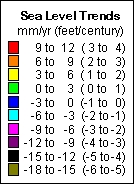 Sea Level Trends
mm/yr (feet/century)
9 to 12 (3 to 4)
6 to 9 (2 to 3)
3 to 6 (1 to 2)
0 to 3 (0 to 1)
-3 to 0 (-1 to 0)
-6 to -3 (-2 to -1)
-9 to -6 (-3 to -2)
-12 to -9 (-4 to -3)
-15 to -12 (-5 to -4)
-18 to -15 (-6 to -5)